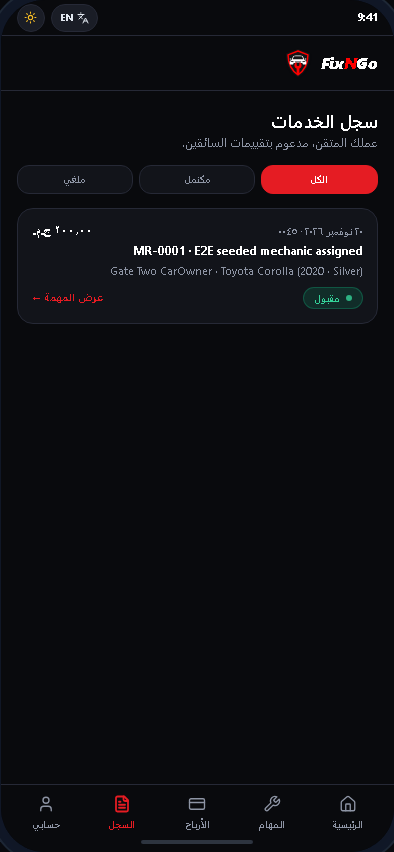 9:41
EN
FixNGo
سجل الخدمات
عملك المتقن، مدعوم بتقييمات السائقين.
الكل
مكتمل
ملغي
٢٠ نوفمبر ٢٠٢٦ · ٠٠:٤٥
٢٠٠٫٠٠ ج.م.
MR-0001 · E2E seeded mechanic assigned
Gate Two CarOwner · Toyota Corolla (2020 · Silver)
مقبول
عرض المهمة ←
الرئيسية
المهام
الأرباح
السجل
حسابي